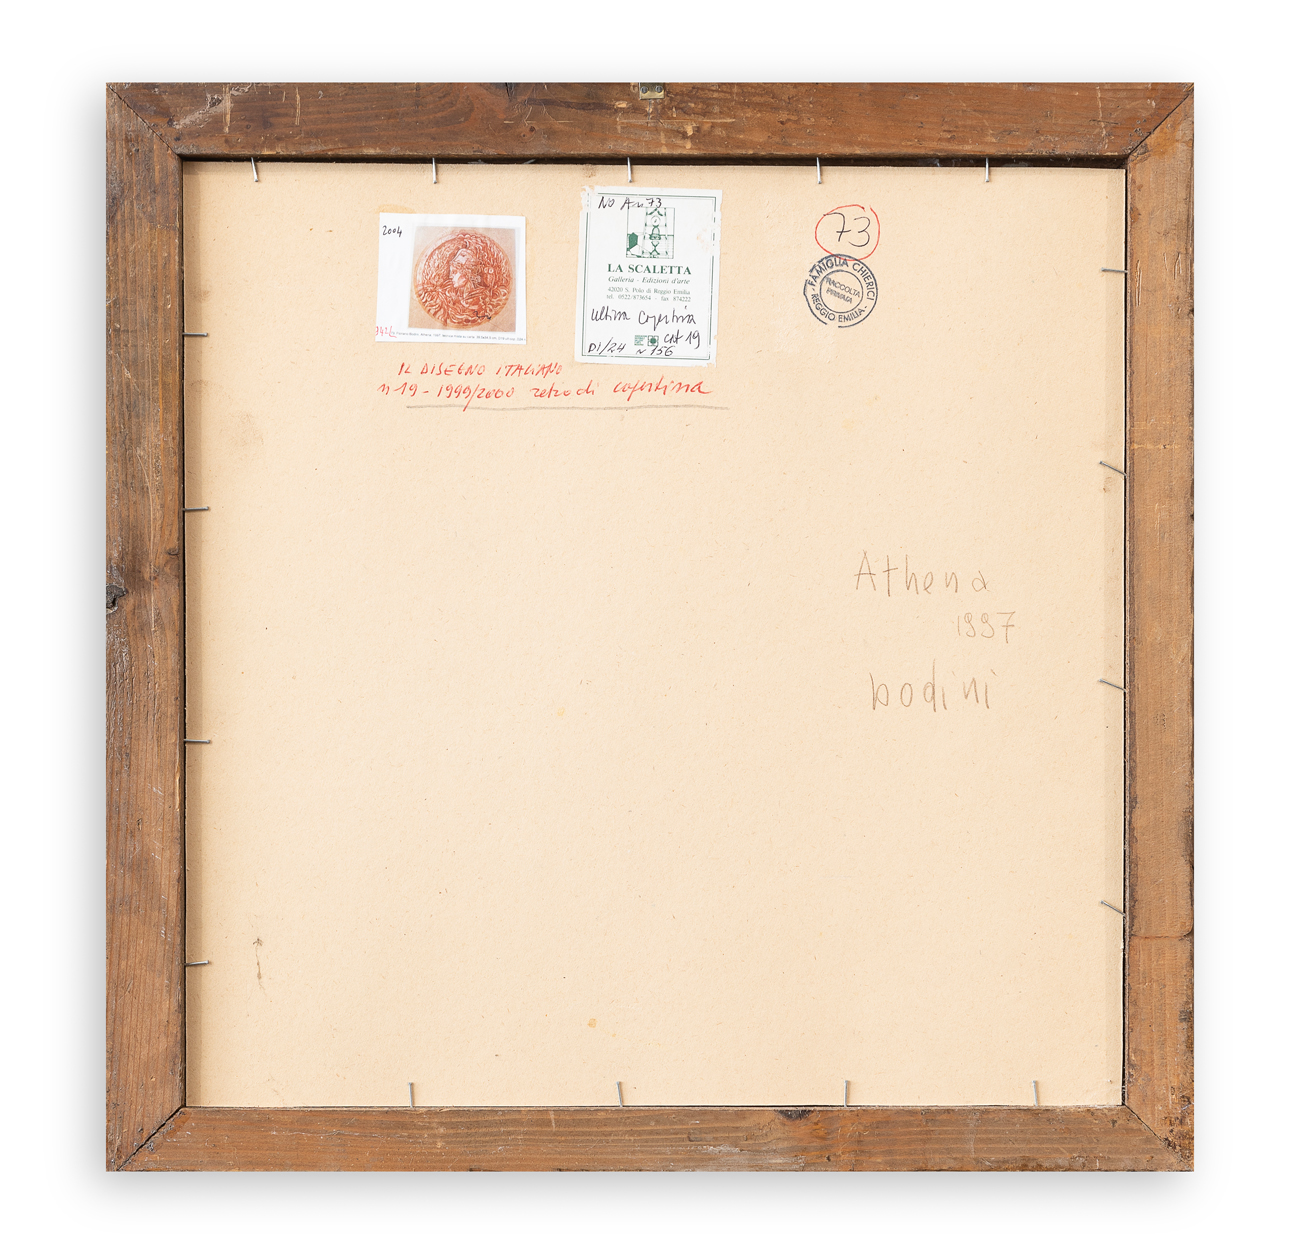 2004
NO Am 73
LA SCALETTA
Galleria - Edizioni d'arte
42020 S. Polo di Reggio Emilia
tel. 0522/873654 - fax 874222
ultima copertina
cat 19
D1/24 n° 156
IL DISEGNO ITALIANO
n 19 - 1999/2000 retro di copertina
73
FAMIGLIA CHIERICI
RACCOLTA
PRIVATA
- REGGIO EMILIA -
Athena
1997
bodini